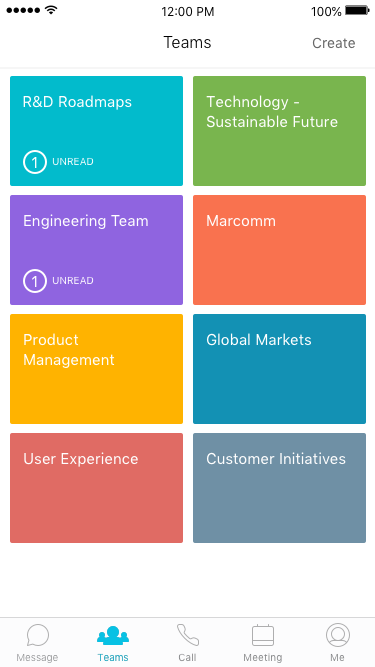 12:00 PM
100%
Teams
Create
R&D Roadmaps
1 UNREAD
Technology -
Sustainable Future
Engineering Team
1 UNREAD
Marcomm
Product
Management
Global Markets
User Experience
Customer Initiatives
Message
Teams
Call
Meeting
Me